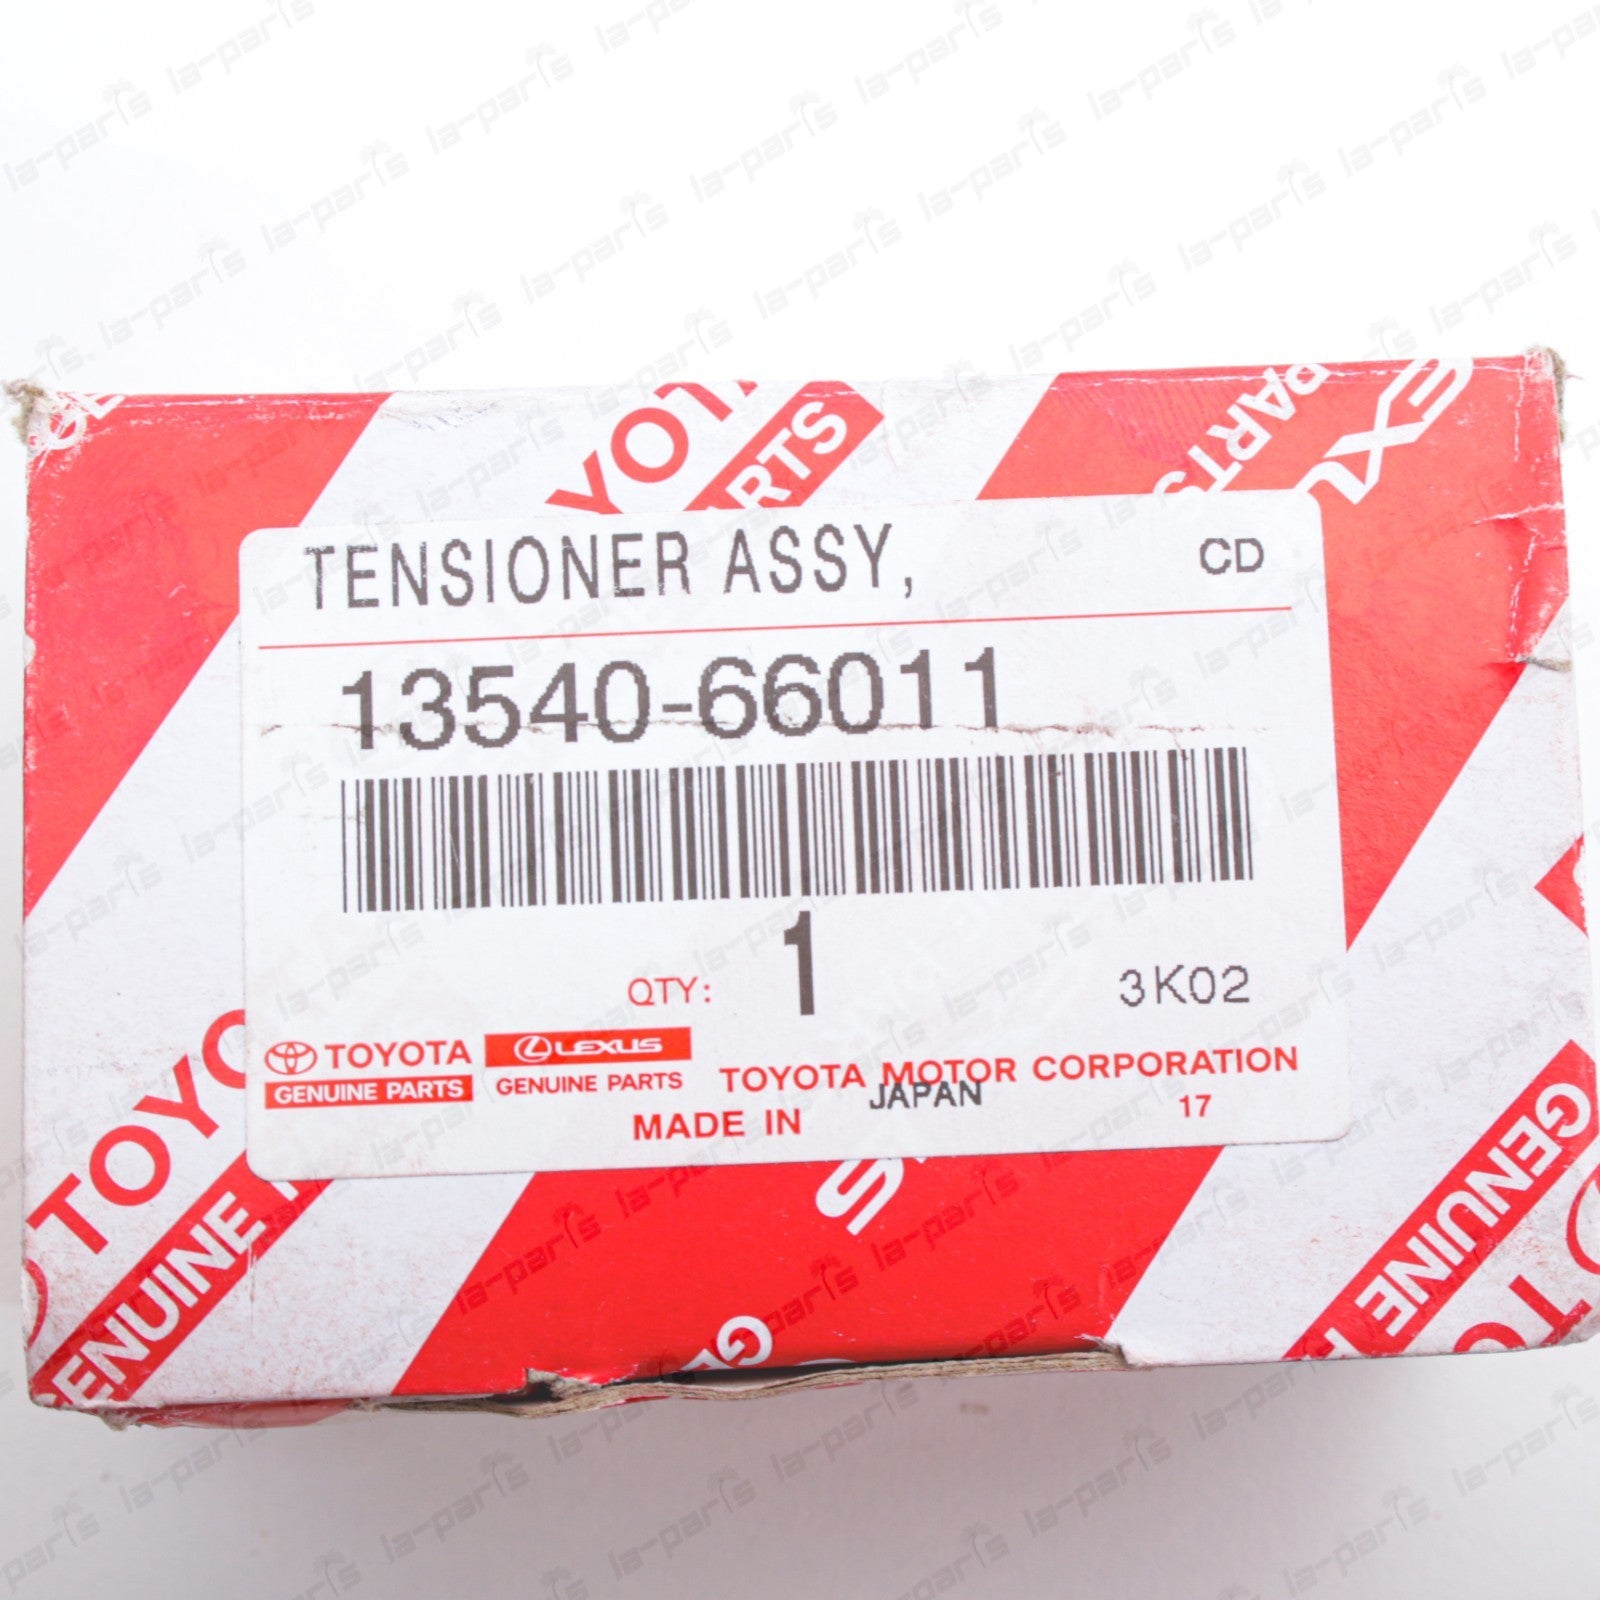 TOYOTA
PARTS
PARTS
TENSIONER ASSY,
CD
13540-66011
1
QTY:
3K02
TOYOTA
LEXUS
GENUINE PARTS
GENUINE PARTS
TOYOTA MOTOR CORPORATION
MADE IN
JAPAN
17
TOYO
GENUINE
GENUINE
la-parts